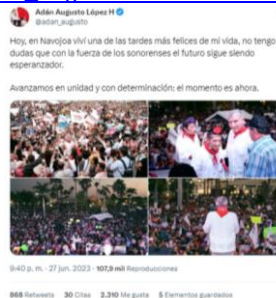 Adán Augusto López H
@adan_augusto
Hoy, en Navojoa viví una de las tardes más felices de mi vida, no tengo
dudas que con la fuerza de los sonorenses el futuro sigue siendo
esperanzador.
Avanzamos en unidad y con determinación: el momento es ahora.
9:40 p. m. · 27 jun. 2023 · 107,9 mil Reproducciones
868 Retweets 30 Citas 2.310 Me gusta 5 Elementos guardados